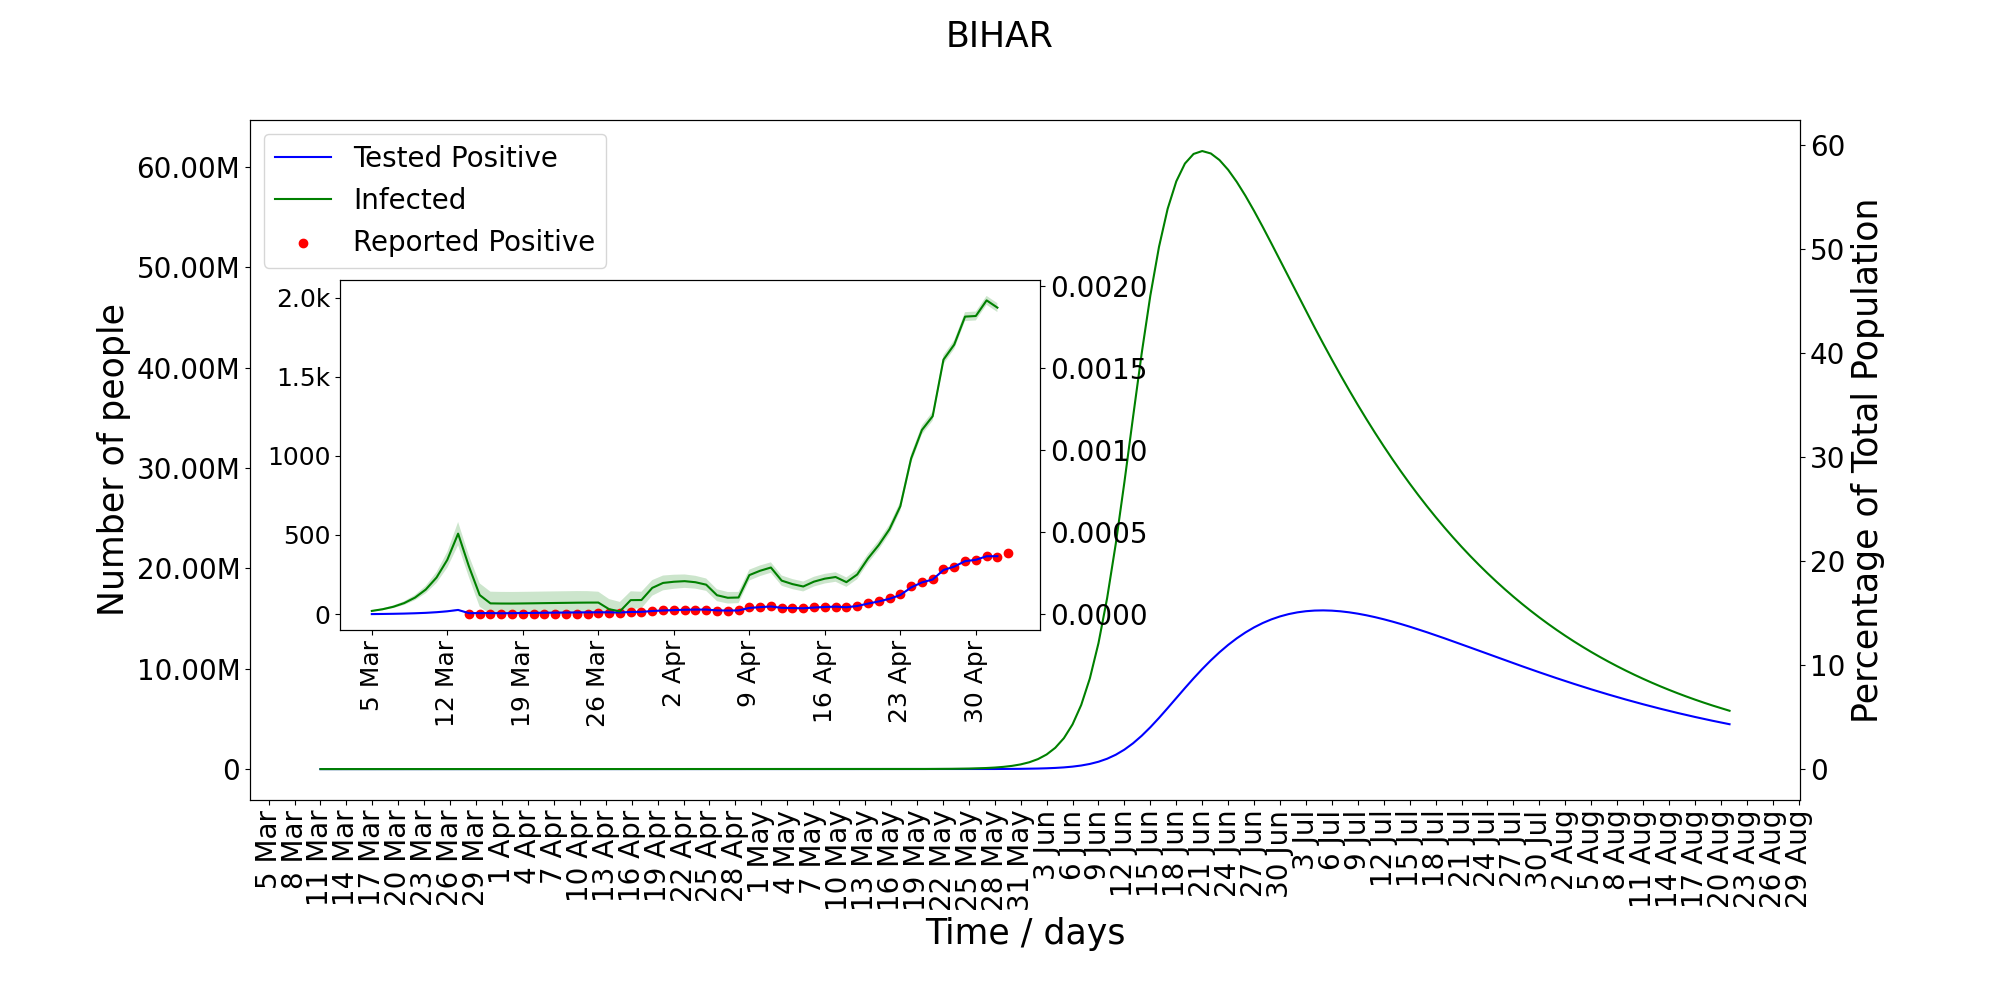 BIHAR
Tested Positive
Infected
Reported Positive
Number of people
60.00M
50.00M
40.00M
30.00M
20.00M
10.00M
0
2.0k
1.5k
1000
500
0
0.0020
0.0015
0.0010
0.0005
0.0000
5 Mar
12 Mar
19 Mar
26 Mar
2 Apr
9 Apr
16 Apr
23 Apr
30 Apr
60
50
40
30
20
10
0
Percentage of Total Population
5 Mar
8 Mar
11 Mar
14 Mar
17 Mar
20 Mar
23 Mar
26 Mar
29 Mar
1 Apr
4 Apr
7 Apr
10 Apr
13 Apr
16 Apr
19 Apr
22 Apr
25 Apr
28 Apr
1 May
4 May
7 May
10 May
13 May
16 May
19 May
22 May
25 May
28 May
31 May
3 Jun
6 Jun
9 Jun
12 Jun
15 Jun
18 Jun
21 Jun
24 Jun
27 Jun
30 Jun
3 Jul
6 Jul
9 Jul
12 Jul
15 Jul
18 Jul
21 Jul
24 Jul
27 Jul
30 Jul
2 Aug
5 Aug
8 Aug
11 Aug
14 Aug
17 Aug
20 Aug
23 Aug
26 Aug
29 Aug
Time / days